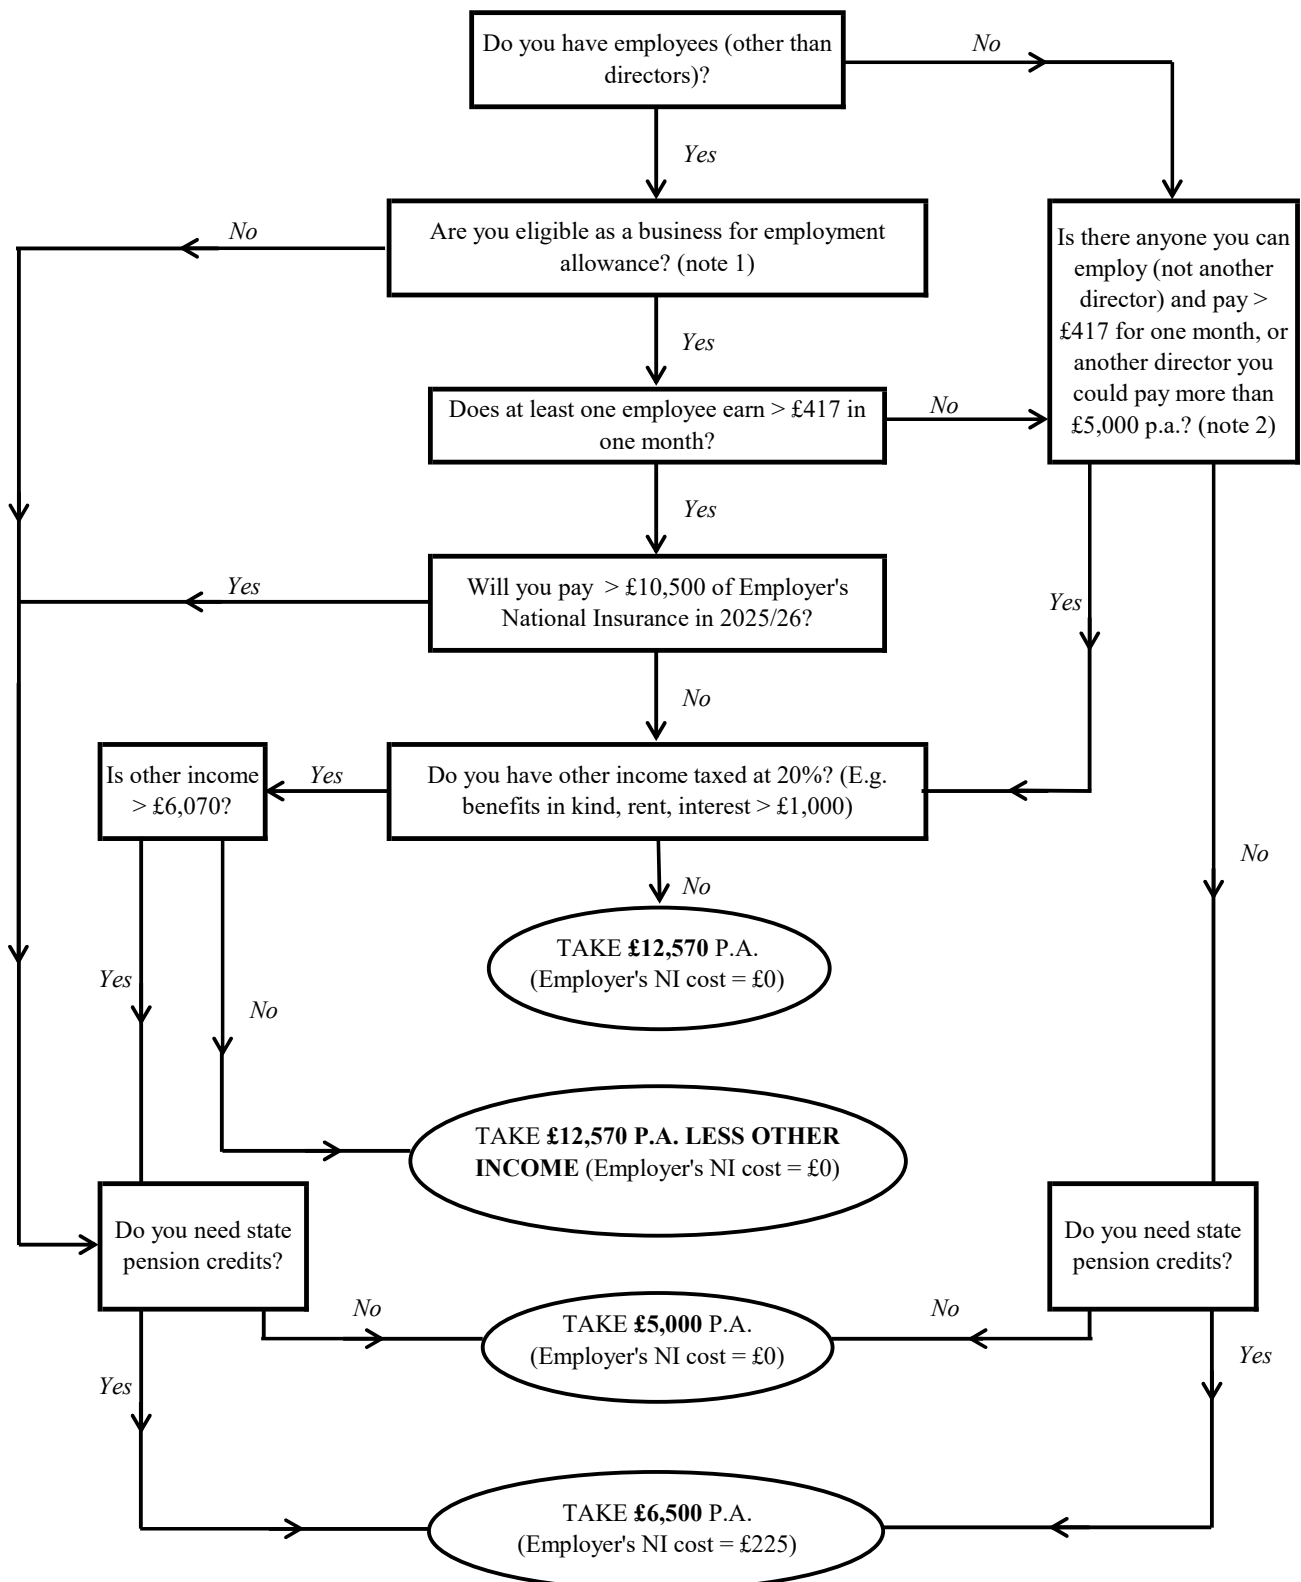 Do you have employees (other than
directors)?
No
Yes
No
Are you eligible as a business for employment
allowance? (note 1)
Is there anyone you can
employ (not another
director) and pay >
£417 for one month, or
another director you
could pay more than
£5,000 p.a.? (note 2)
Yes
Does at least one employee earn > £417 in
one month?
No
Yes
Yes
Will you pay  > £10,500 of Employer's
National Insurance in 2025/26?
Yes
No
Is other income
> £6,070?
Yes
Do you have other income taxed at 20%? (E.g.
benefits in kind, rent, interest > £1,000)
No
No
TAKE £12,570 P.A.
(Employer's NI cost = £0)
Yes
No
TAKE £12,570 P.A. LESS OTHER
INCOME (Employer's NI cost = £0)
Do you need state
pension credits?
Do you need state
pension credits?
No
TAKE £5,000 P.A.
(Employer's NI cost = £0)
No
Yes
Yes
TAKE £6,500 P.A.
(Employer's NI cost = £225)